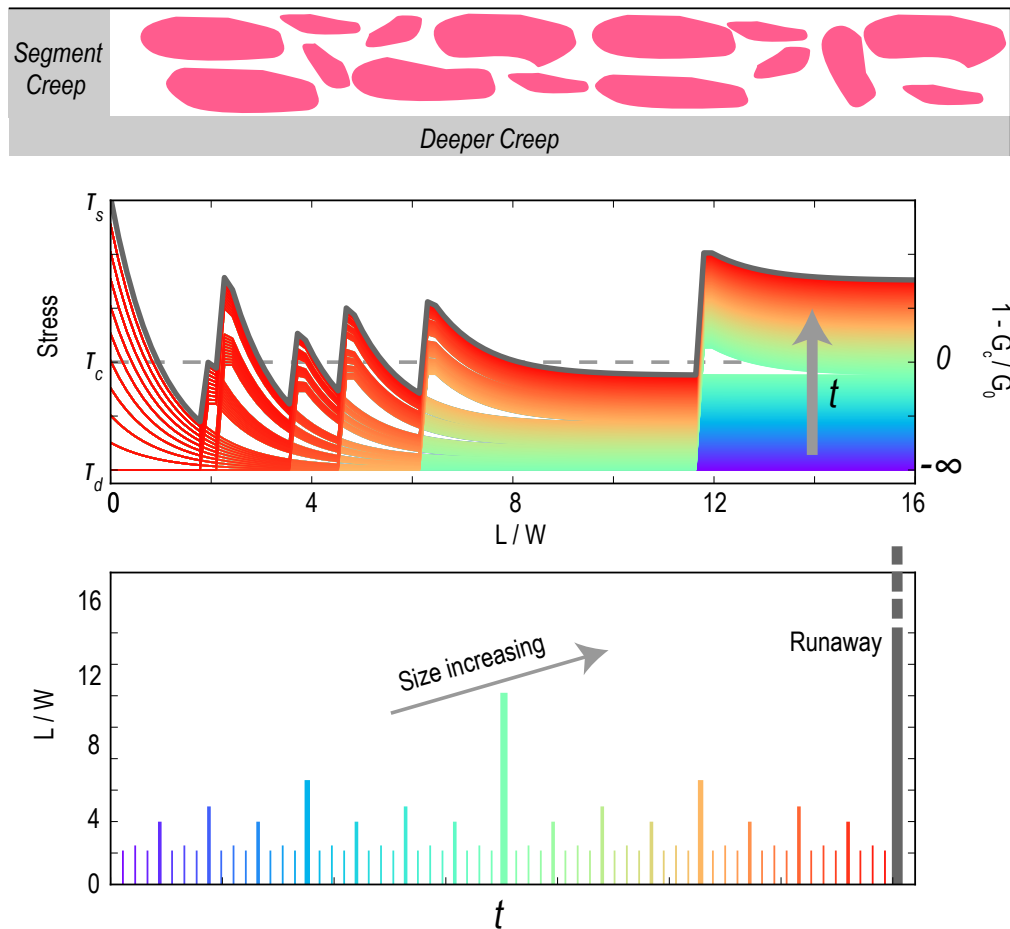 Segment
Creep
Deeper Creep
τs
Stress
τc
τd
0 4 8 12 16
L / W
0
-∞
1 - Gc / G0
t
16
12
8
4
0
L / W
Size increasing
Runaway
t